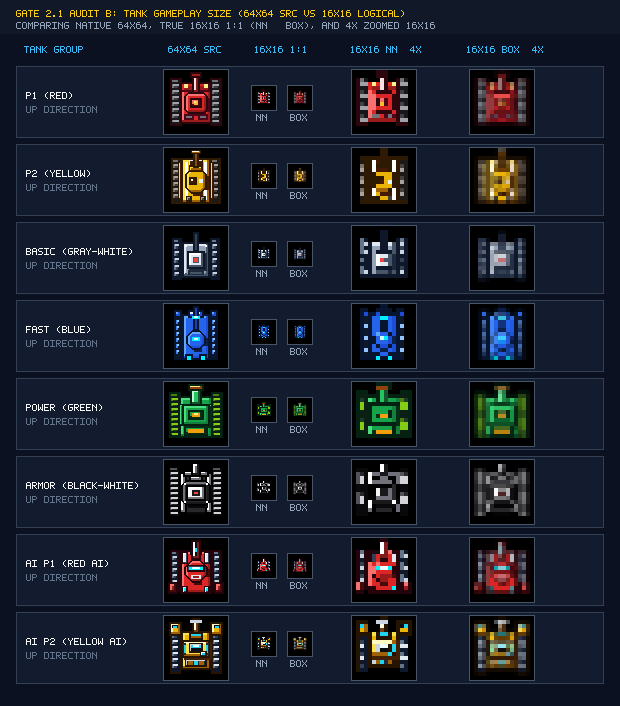 GATE 2.1 AUDIT B: TANK GAMEPLAY SIZE (64X64 SRC VS 16X16 LOGICAL)
COMPARING NATIVE 64X64, TRUE 16X16 1:1 (NN BOX), AND 4X ZOOMED 16X16
TANK GROUP 64X64 SRC 16X16 1:1 16X16 NN 4X 16X16 BOX 4X
P1 (RED)
UP DIRECTION
NN BOX
P2 (YELLOW)
UP DIRECTION
NN BOX
BASIC (GRAY-WHITE)
UP DIRECTION
NN BOX
FAST (BLUE)
UP DIRECTION
NN BOX
POWER (GREEN)
UP DIRECTION
NN BOX
ARMOR (BLACK-WHITE)
UP DIRECTION
NN BOX
AI P1 (RED AI)
UP DIRECTION
NN BOX
AI P2 (YELLOW AI)
UP DIRECTION
NN BOX